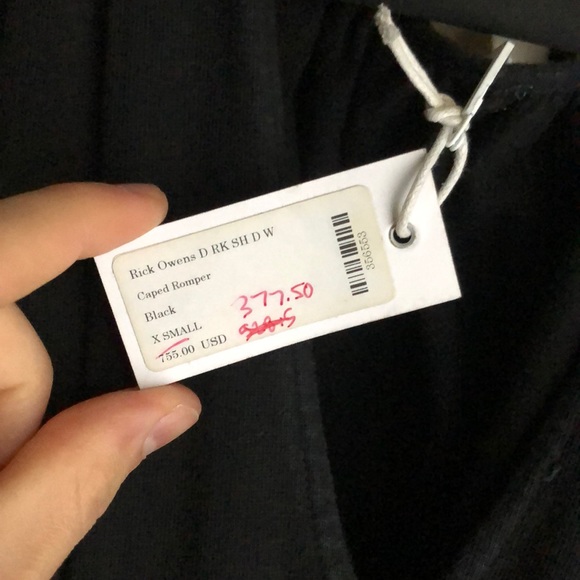 Rick Owens D RK SH D W
Caped Romper
Black
X SMALL
377.50
755.00 USD
356553